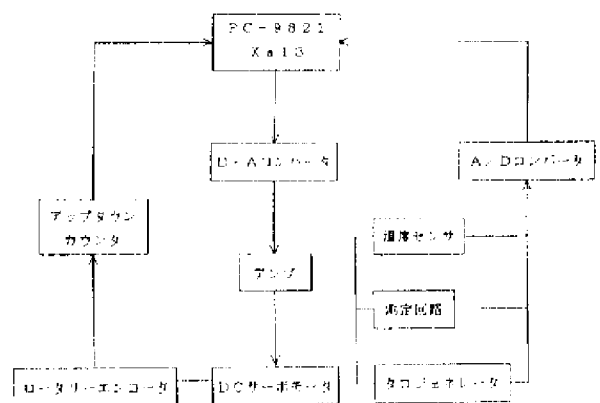 PC-9821
Xa13
D/Aコンバータ
A/Dコンバータ
アップダウン
カウンタ
温度センサ
アンプ
測定回路
ロータリーエンコーダ
DCサーボモータ
タコジェネレータ